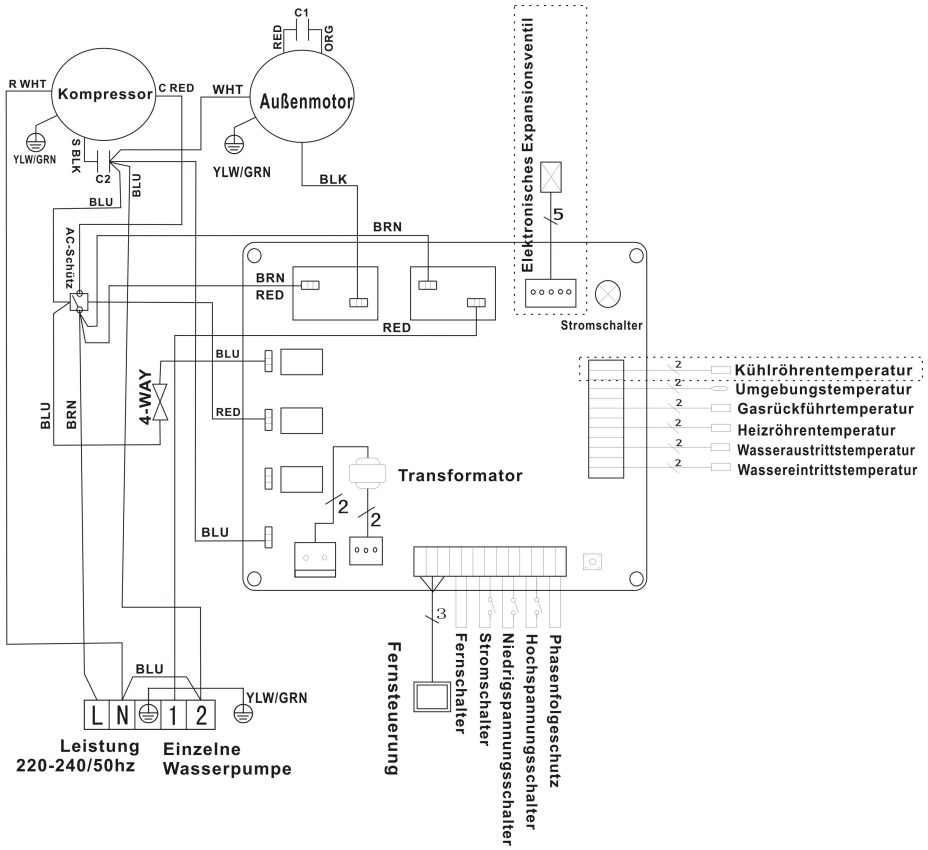 C1
RED
ORG
R WHT
Kompressor
C RED
WHT
Außenmotor
YLW/GRN
S BLK
C2
BLU
BLU
YLW/GRN
BLK
Elektronisches Expansionsventil
5
AC-Schütz
BRN
BRN
RED
RED
Stromschalter
BLU
4-WAY
RED
BLU
BRN
BLU
Transformator
2
2
2
Kühlröhrentemperatur
2
Umgebungstemperatur
2
Gasrückführtemperatur
2
Heizröhrentemperatur
2
Wasseraustrittstemperatur
2
Wassereintrittstemperatur
3
Fernsteuerung
Fernschalter
Stromschalter
Niedrigspannungsschalter
Hochspannungsschalter
Phasenfolgeschutz
BLU
YLW/GRN
L N 1 2
Leistung
220-240/50hz
Einzelne
Wasserpumpe